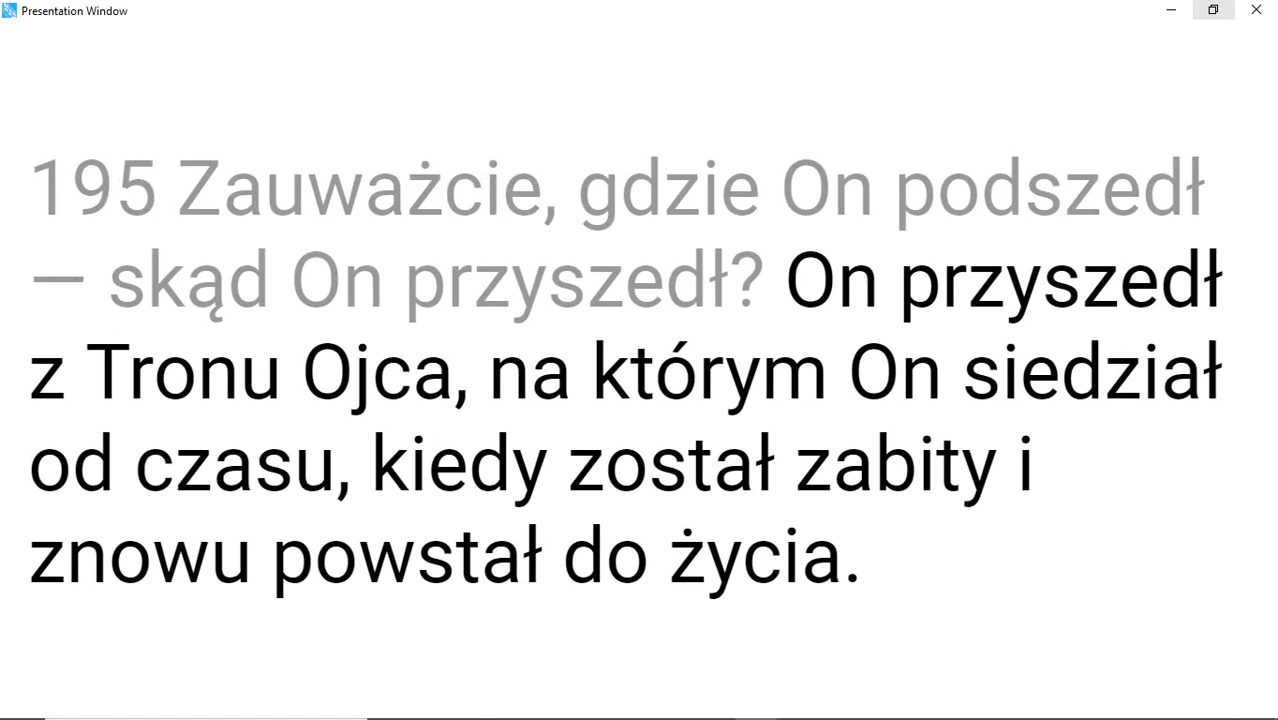 Presentation Window
195 Zauważcie, gdzie On podszedł
— skąd On przyszedł? On przyszedł
z Tronu Ojca, na którym On siedział
od czasu, kiedy został zabity i
znowu powstał do życia.